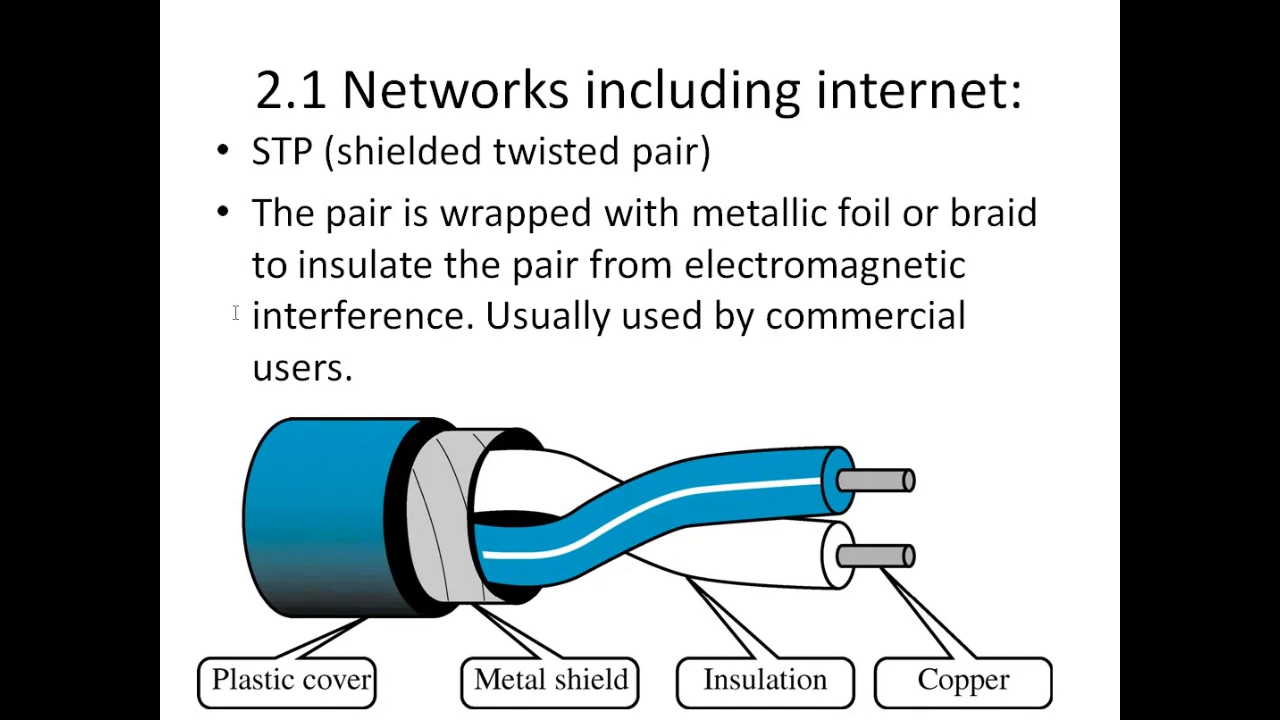 2.1 Networks including internet:
• STP (shielded twisted pair)
• The pair is wrapped with metallic foil or braid
to insulate the pair from electromagnetic
interference. Usually used by commercial
users.
Plastic cover
Metal shield
Insulation
Copper